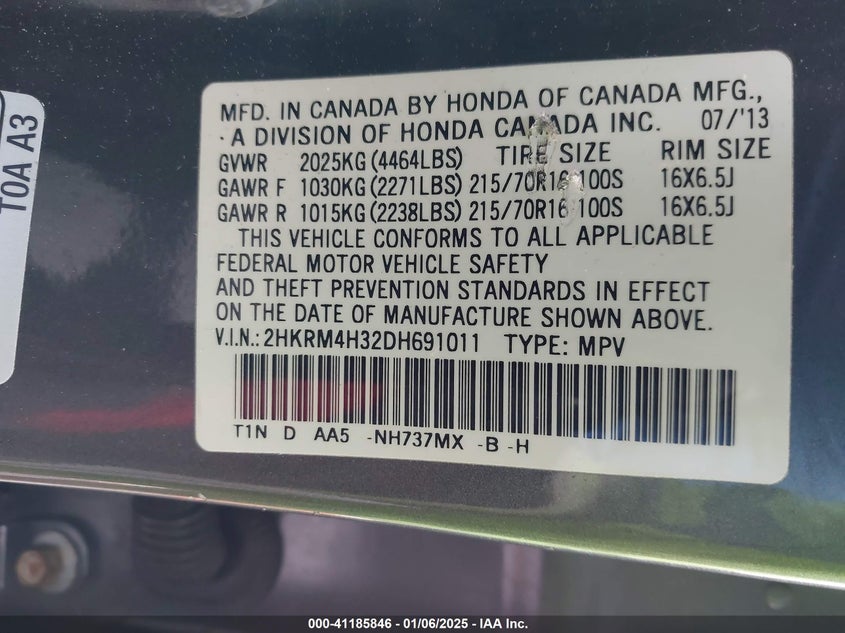 T0A A3
MFD. IN CANADA BY HONDA OF CANADA MFG.,
A DIVISION OF HONDA CANADA INC. 07/'13
GVWR 2025KG (4464LBS) TIRE SIZE RIM SIZE
GAWR F 1030KG (2271LBS) 215/70R16 100S 16X6.5J
GAWR R 1015KG (2238LBS) 215/70R16 100S 16X6.5J
THIS VEHICLE CONFORMS TO ALL APPLICABLE
FEDERAL MOTOR VEHICLE SAFETY
AND THEFT PREVENTION STANDARDS IN EFFECT
ON THE DATE OF MANUFACTURE SHOWN ABOVE.
V.I.N.: 2HKRM4H32DH691011 TYPE: MPV
T1N D AA5 -NH737MX -B -H
000-41185846 - 01/06/2025 - IAA Inc.